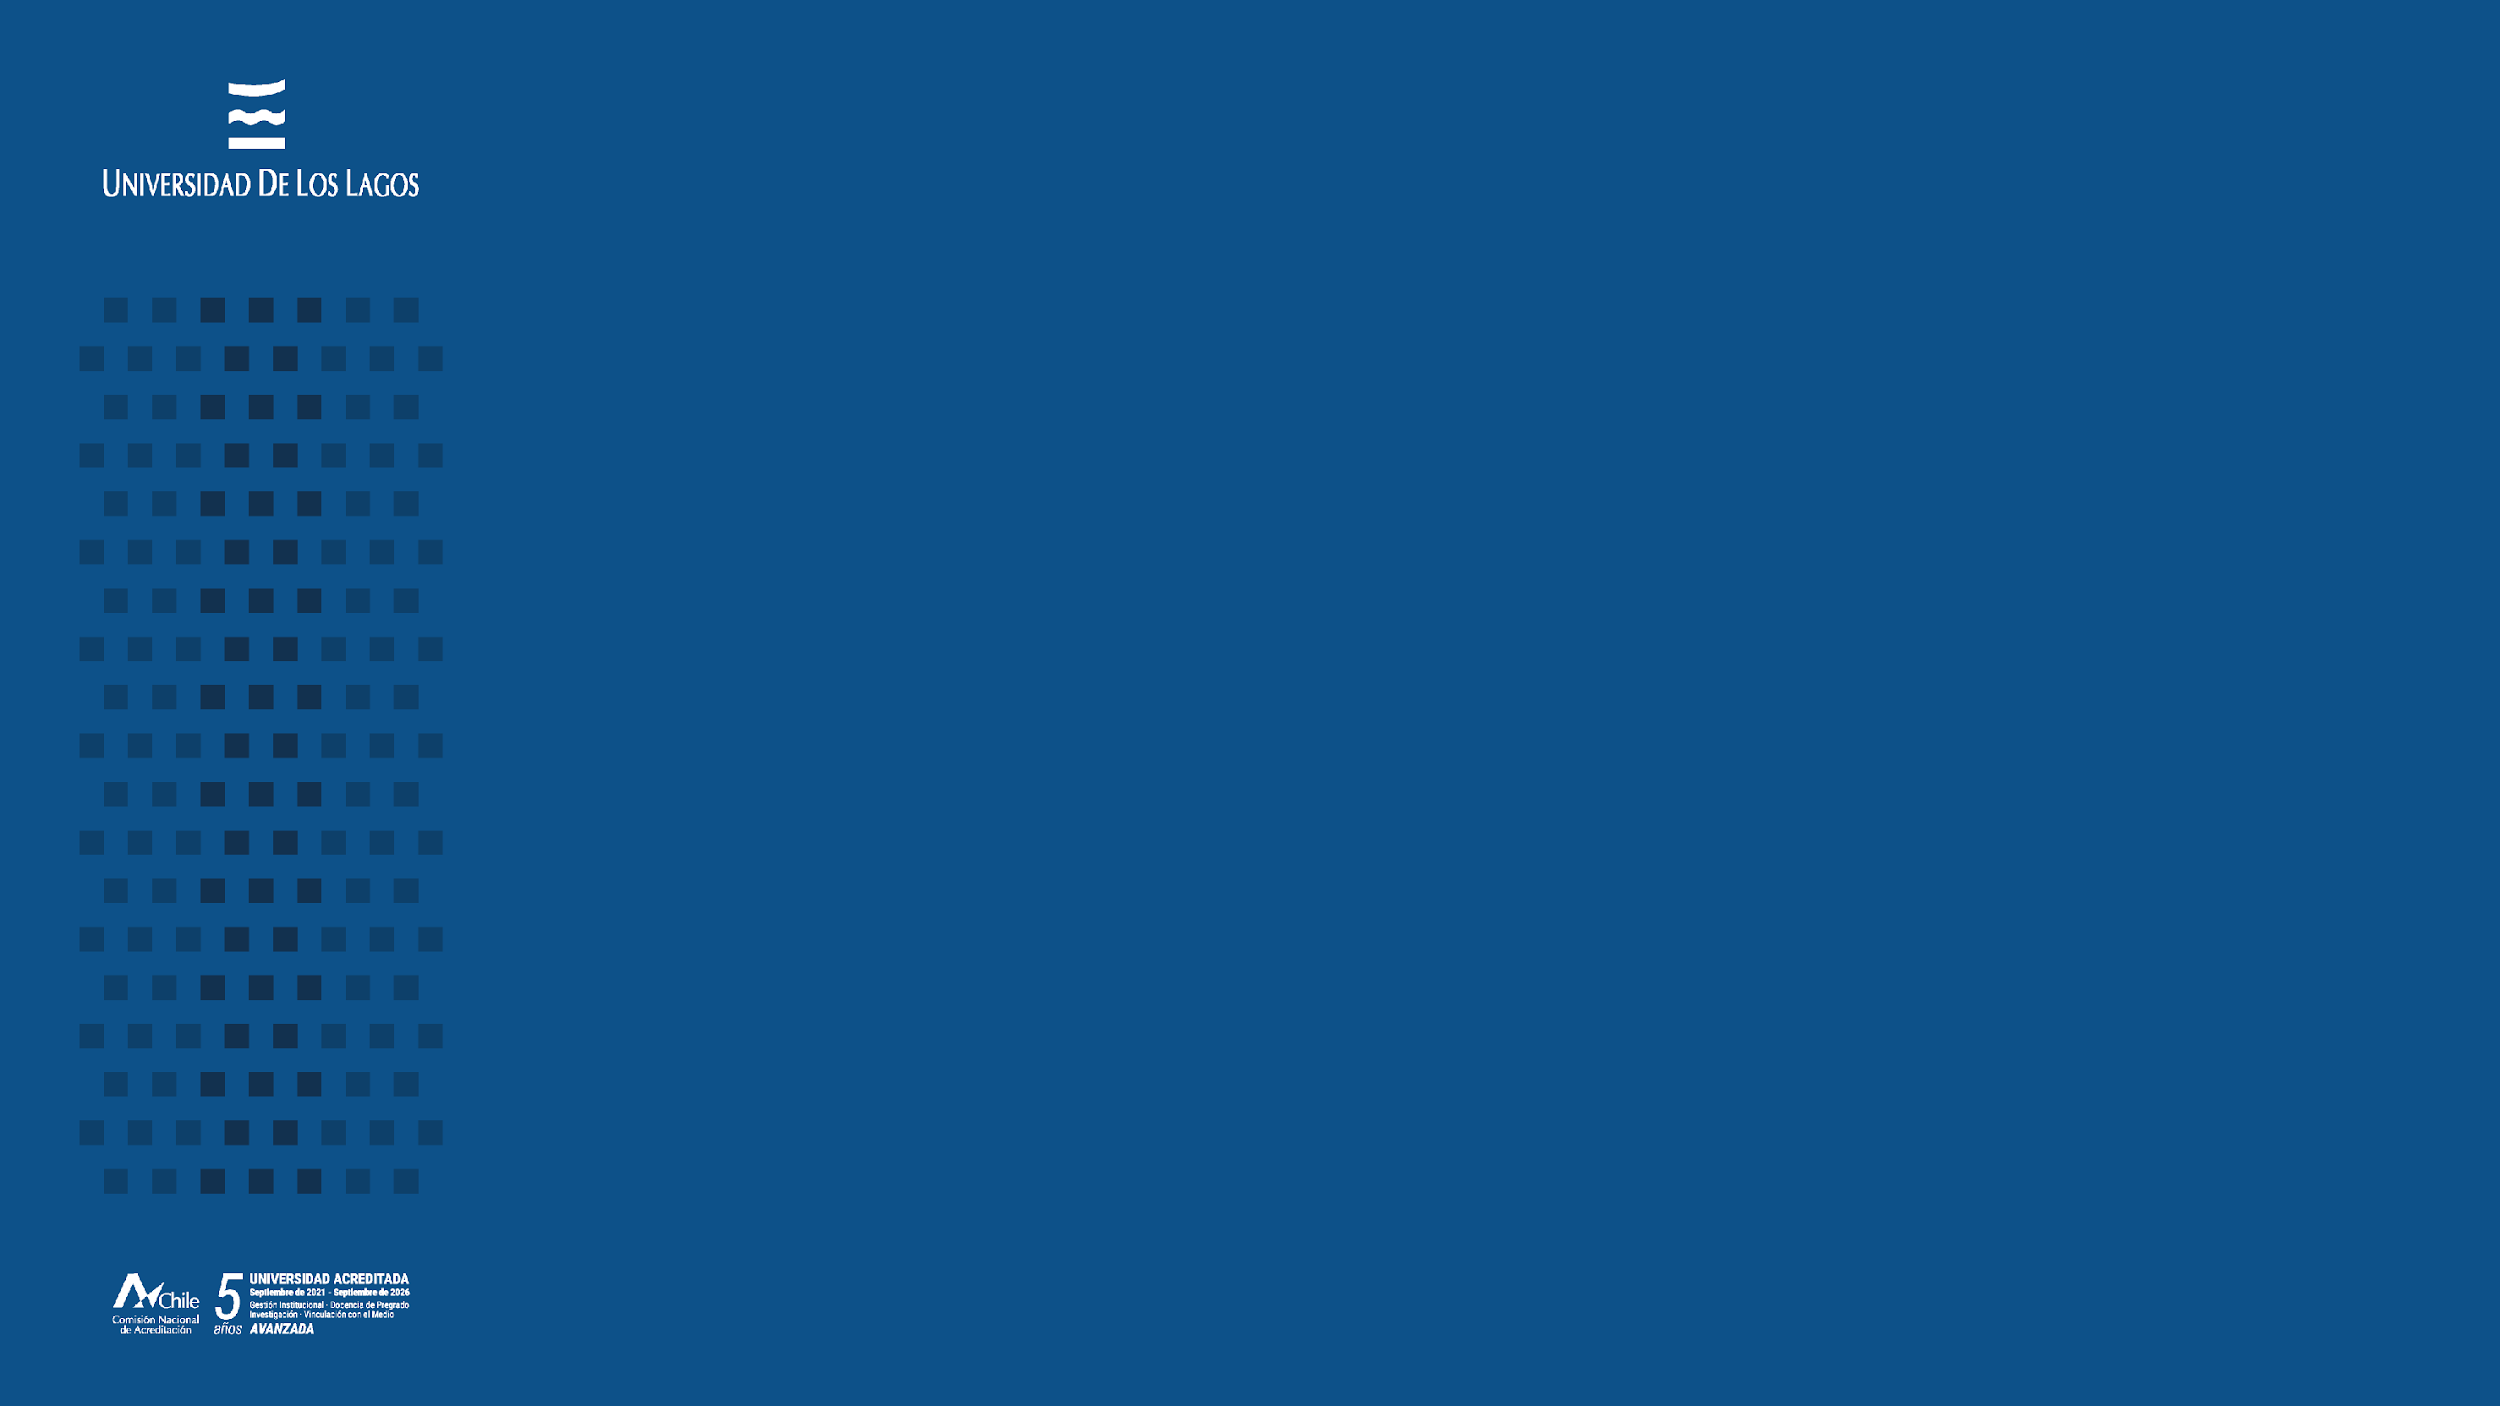 UNIVERSIDAD DE LOS LAGOS
Chile
Comisión Nacional
de Acreditación
5
años
UNIVERSIDAD ACREDITADA
Septiembre de 2021 - Septiembre de 2026
Gestión Institucional - Docencia de Pregrado
Investigación - Vinculación con el Medio
AVANZADA